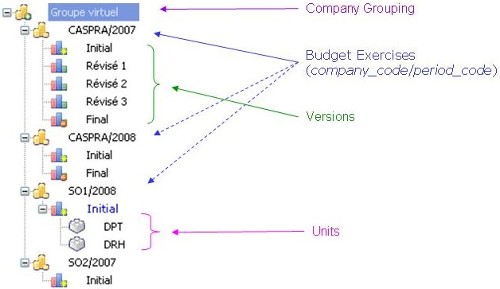 Groupe virtuel
Company Grouping
CASPRA/2007
Initial
Révisé 1
Révisé 2
Révisé 3
Final
Budget Exercises
(company_code/period_code)
Versions
CASPRA/2008
Initial
Final
SO1/2008
Initial
DPT
DRH
Units
SO2/2007
Initial